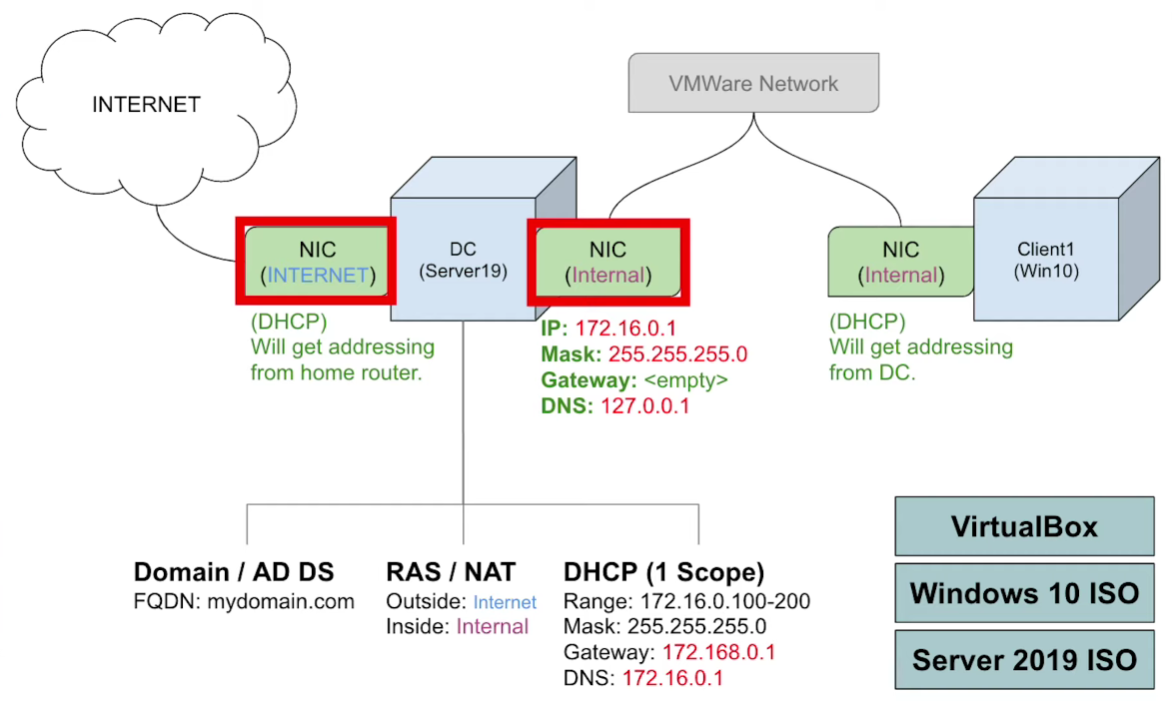 INTERNET
VMWare Network
NIC
(INTERNET)
DC
(Server19)
NIC
(Internal)
NIC
(Internal)
Client1
(Win10)
(DHCP)
Will get addressing
from home router.
IP: 172.16.0.1
Mask: 255.255.255.0
Gateway: <empty>
DNS: 127.0.0.1
(DHCP)
Will get addressing
from DC.
Domain / AD DS
FQDN: mydomain.com
RAS / NAT
Outside: Internet
Inside: Internal
DHCP (1 Scope)
Range: 172.16.0.100-200
Mask: 255.255.255.0
Gateway: 172.168.0.1
DNS: 172.16.0.1
VirtualBox
Windows 10 ISO
Server 2019 ISO